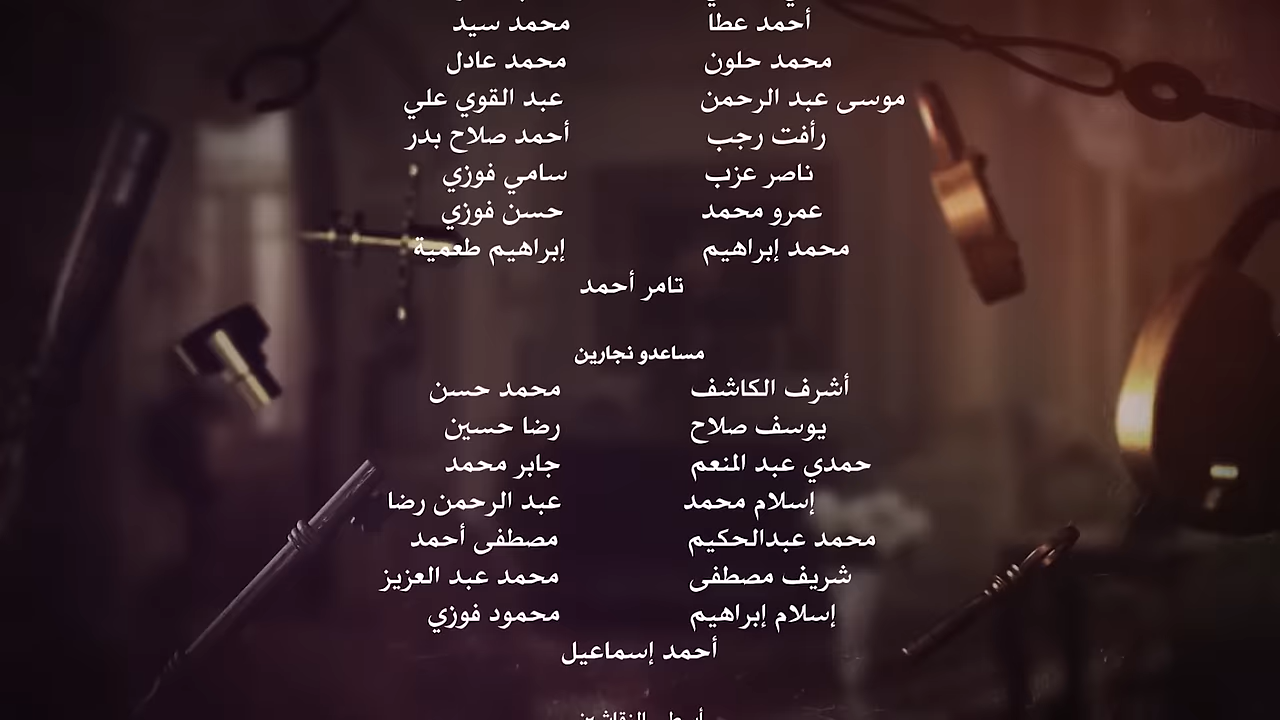 أحمد عطا محمد سيد
محمد حلون محمد عادل
موسى عبد الرحمن عبد القوي علي
رأفت رجب أحمد صلاح بدر
ناصر عزب سامي فوزي
عمرو محمد حسن فوزي
محمد إبراهيم إبراهيم طعمية
تامر أحمد
مساعدو نجارين
أشرف الكاشف محمد حسن
يوسف صلاح رضا حسين
حمدي عبد المنعم جابر محمد
إسلام محمد عبد الرحمن رضا
محمد عبدالحكيم مصطفى أحمد
شريف مصطفى محمد عبد العزيز
إسلام إبراهيم محمود فوزي
أحمد إسماعيل